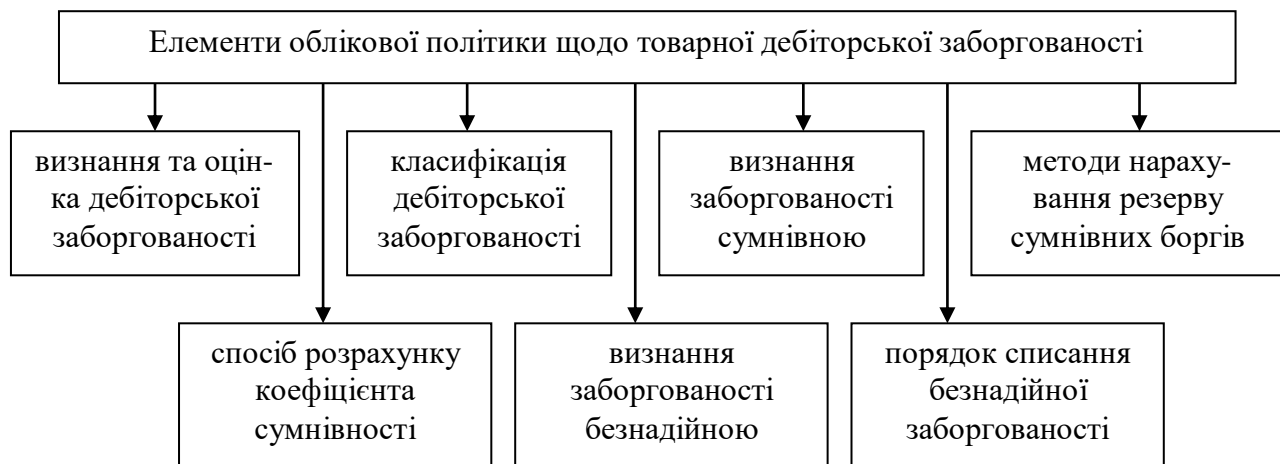 Елементи облікової політики щодо товарної дебіторської заборгованості
визнання та оцін-
ка дебіторської
заборгованості
класифікація
дебіторської
заборгованості
визнання
заборгованості
сумнівною
методи нараху-
вання резерву
сумнівних боргів
спосіб розрахунку
коефіцієнта
сумнівності
визнання
заборгованості
безнадійною
порядок списання
безнадійної
заборгованості